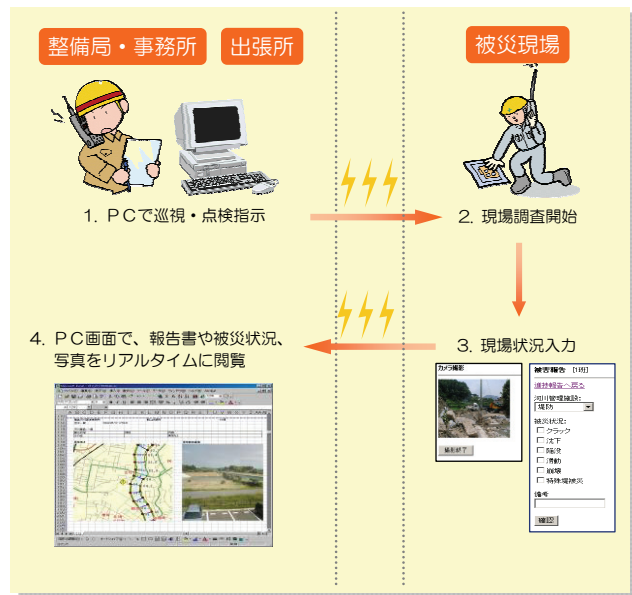 整備局・事務所
出張所
被災現場
1. PCで巡視・点検指示
2. 現場調査開始
3. 現場状況入力
4. PC画面で、報告書や被災状況、
写真をリアルタイムに閲覧
カメラ撮影
撮影終了
被害報告 [1班]
維持報告へ戻る
河川管理施設:
堤防
被災状況:
クラック
沈下
陥没
滑動
崩壊
特殊堤被災
備考
確認